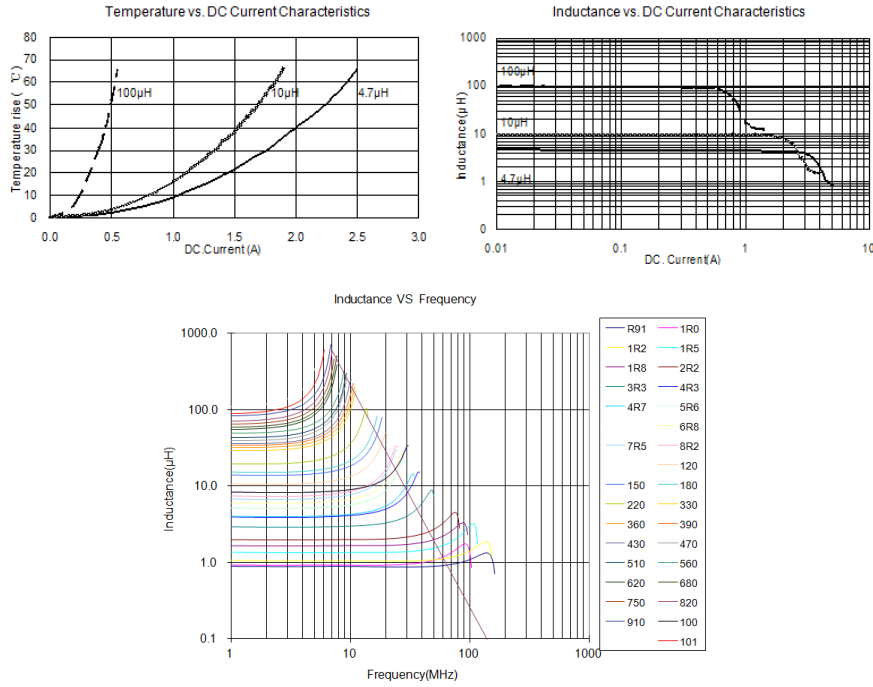 Temperature vs. DC Current Characteristics
80
70
60
50
40
30
20
10
0
Temperature rise ( ℃)
100μH
10μH
4.7μH
0.0 0.5 1.0 1.5 2.0 2.5 3.0
DC.Current (A)
Inductance vs. DC Current Characteristics
1000
100
10
1
0
Inductance(μH)
100μH
10μH
4.7μH
0.01 0.1 1 10
DC. Current(A)
Inductance VS Frequency
1000.0
100.0
10.0
1.0
0.1
Inductance(μH)
1 10 100 1000
Frequency(MHz)
R91 1R0
1R2 1R5
1R8 2R2
3R3 4R3
4R7 5R6
6R8
7R5 8R2
120
150 180
220 330
360 390
430 470
510 560
620 680
750 820
910 100
101